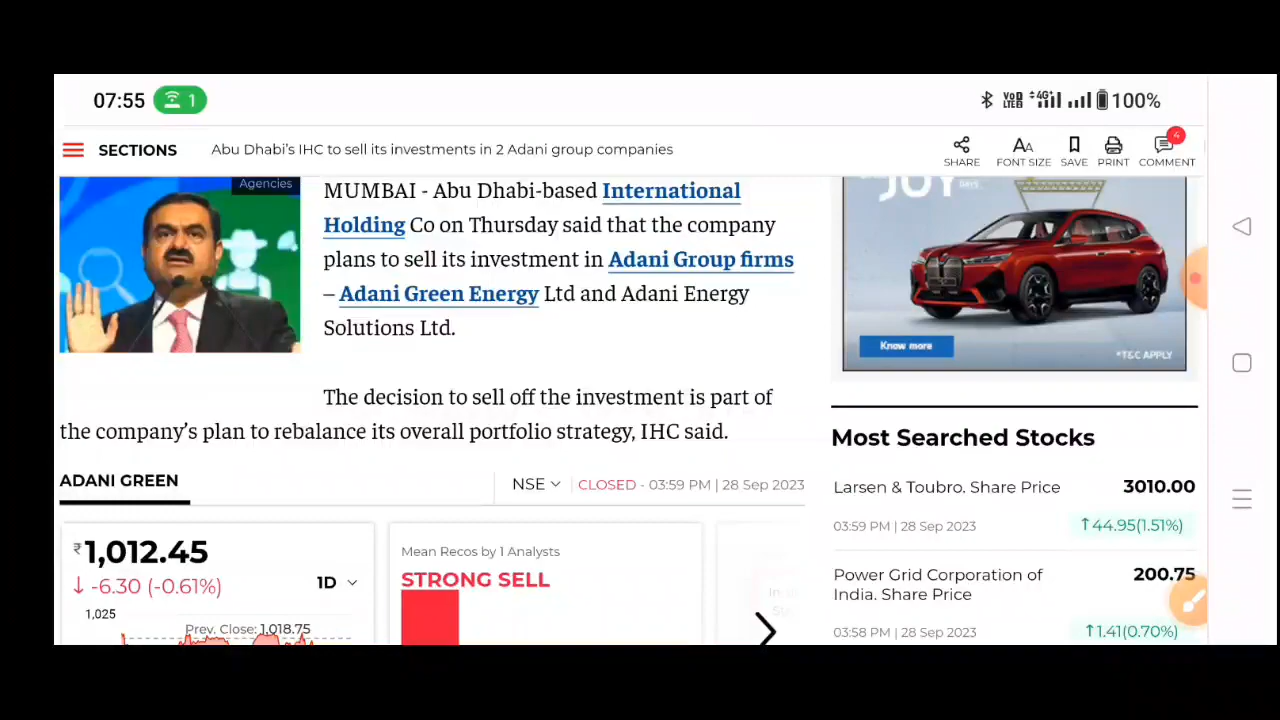 07:55
1
VoD LTE1 4G+ 100%
SECTIONS
Abu Dhabi's IHC to sell its investments in 2 Adani group companies
SHARE
FONT SIZE
SAVE
PRINT
4
COMMENT
Agencies
MUMBAI - Abu Dhabi-based International
Holding Co on Thursday said that the company
plans to sell its investment in Adani Group firms
– Adani Green Energy Ltd and Adani Energy
Solutions Ltd.
The decision to sell off the investment is part of
the company's plan to rebalance its overall portfolio strategy, IHC said.
ADANI GREEN
NSE
CLOSED - 03:59 PM | 28 Sep 2023
₹1,012.45
↓ -6.30 (-0.61%)
1D
1,025
Prev. Close: 1,018.75
Mean Recos by 1 Analysts
STRONG SELL
JOY DAYS.
Know more
*T&C APPLY
Most Searched Stocks
Larsen & Toubro. Share Price
3010.00
03:59 PM | 28 Sep 2023
↑44.95(1.51%)
Power Grid Corporation of
India. Share Price
200.75
03:58 PM | 28 Sep 2023
↑1.41(0.70%)